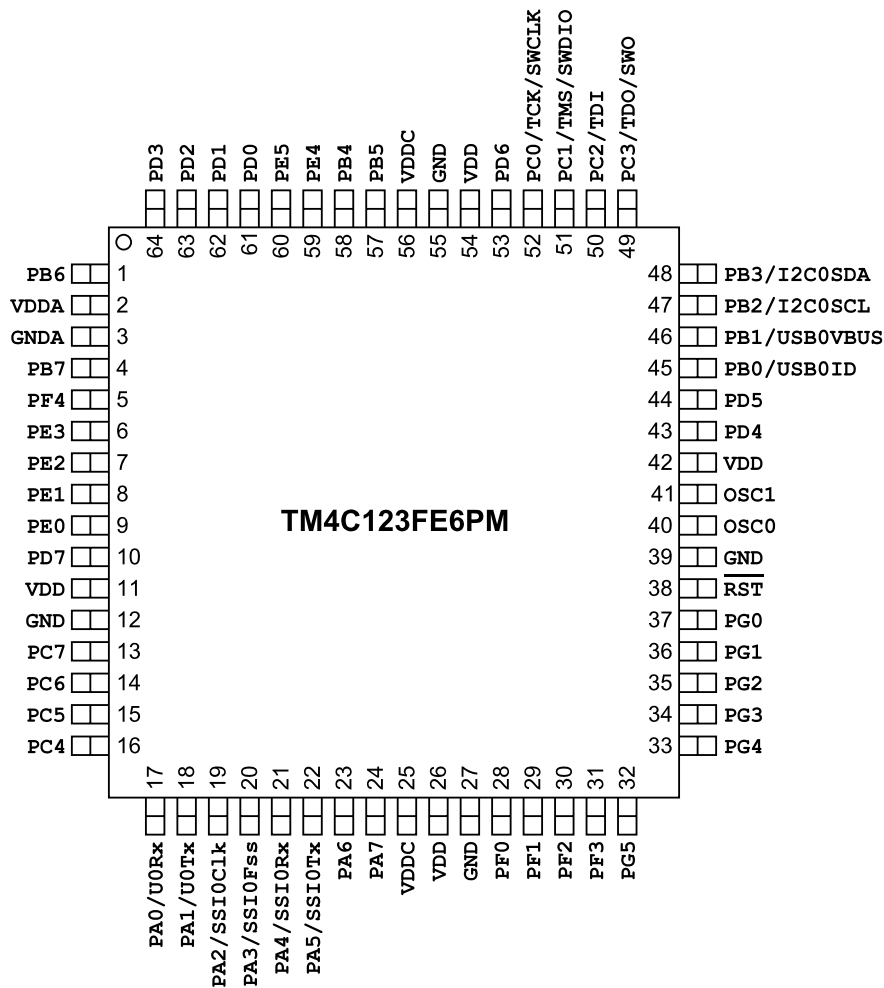 PD3
PD2
PD1
PD0
PE5
PE4
PB4
PB5
VDDC
GND
VDD
PD6
PC0/TCK/SWCLK
PC1/TMS/SWDIO
PC2/TDI
PC3/TDO/SWO
64
63
62
61
60
59
58
57
56
55
54
53
52
51
50
49
PB6 1
VDDA 2
GNDA 3
PB7 4
PF4 5
PE3 6
PE2 7
PE1 8
PE0 9
PD7 10
VDD 11
GND 12
PC7 13
PC6 14
PC5 15
PC4 16
TM4C123FE6PM
48 PB3/I2C0SDA
47 PB2/I2C0SCL
46 PB1/USB0VBUS
45 PB0/USB0ID
44 PD5
43 PD4
42 VDD
41 OSC1
40 OSC0
39 GND
38 RST
37 PG0
36 PG1
35 PG2
34 PG3
33 PG4
17
18
19
20
21
22
23
24
25
26
27
28
29
30
31
32
PA0/U0Rx
PA1/U0Tx
PA2/SSI0Clk
PA3/SSI0Fss
PA4/SSI0Rx
PA5/SSI0Tx
PA6
PA7
VDDC
VDD
GND
PF0
PF1
PF2
PF3
PG5